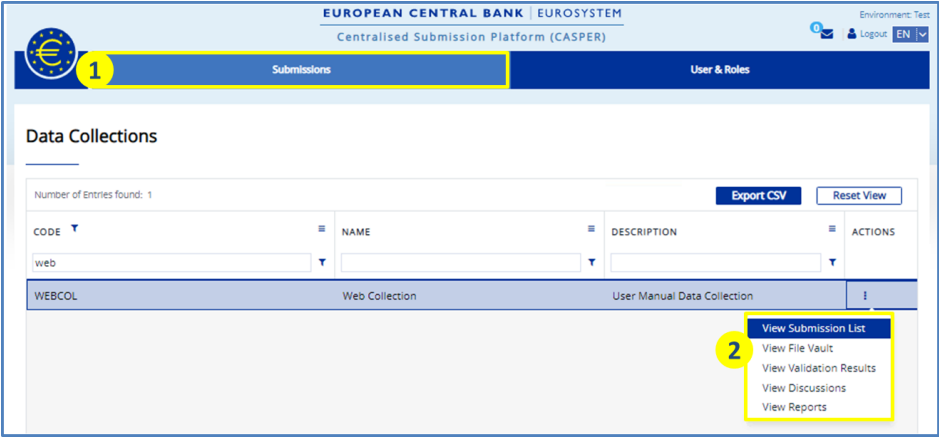 EUROPEAN CENTRAL BANK | EUROSYSTEM
Environment: Test
Centralised Submission Platform (CASPER)
0
Logout EN
1
Submissions
User & Roles
Data Collections
Number of Entries found: 1
Export CSV
Reset View
CODE NAME DESCRIPTION ACTIONS
web
WEBCOL Web Collection User Manual Data Collection
2
View Submission List
View File Vault
View Validation Results
View Discussions
View Reports